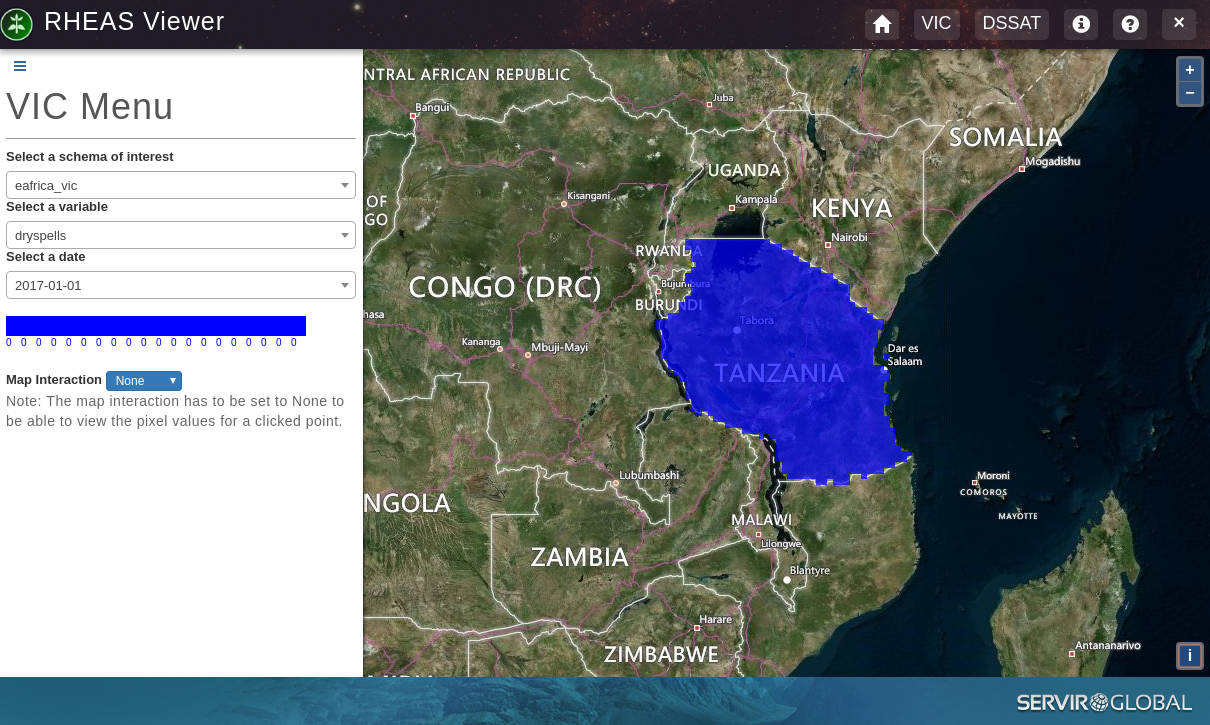 RHEAS Viewer
VIC
DSSAT
×
VIC Menu
Select a schema of interest
eafrica_vic
Select a variable
dryspells
Select a date
2017-01-01
0 0 0 0 0 0 0 0 0 0 0 0 0 0 0 0 0 0 0 0
Map Interaction None
Note: The map interaction has to be set to None to
be able to view the pixel values for a clicked point.
+
−
NTRAL AFRICAN REPUBLIC
Juba
Bangui
SOMALIA
Mogadishu
UGANDA
Kisangani
Kampala
OF
GO
KENYA
Nairobi
RWANDA
CONGO (DRC)
Bujumbura
BURUNDI
hasa
Tabora
Kananga
Mbuji-Mayi
Dar es
Salaam
TANZANIA
Lubumbashi
Moroni
COMOROS
NGOLA
MAYOTTE
MALAWI
Lilongwe
ZAMBIA
Blantyre
Harare
Antananarivo
ZIMBABWE
i
SERVIR GLOBAL